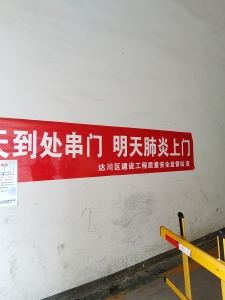 天到处串门 明天肺炎上门
达川区建设工程质量安全监督站 宣